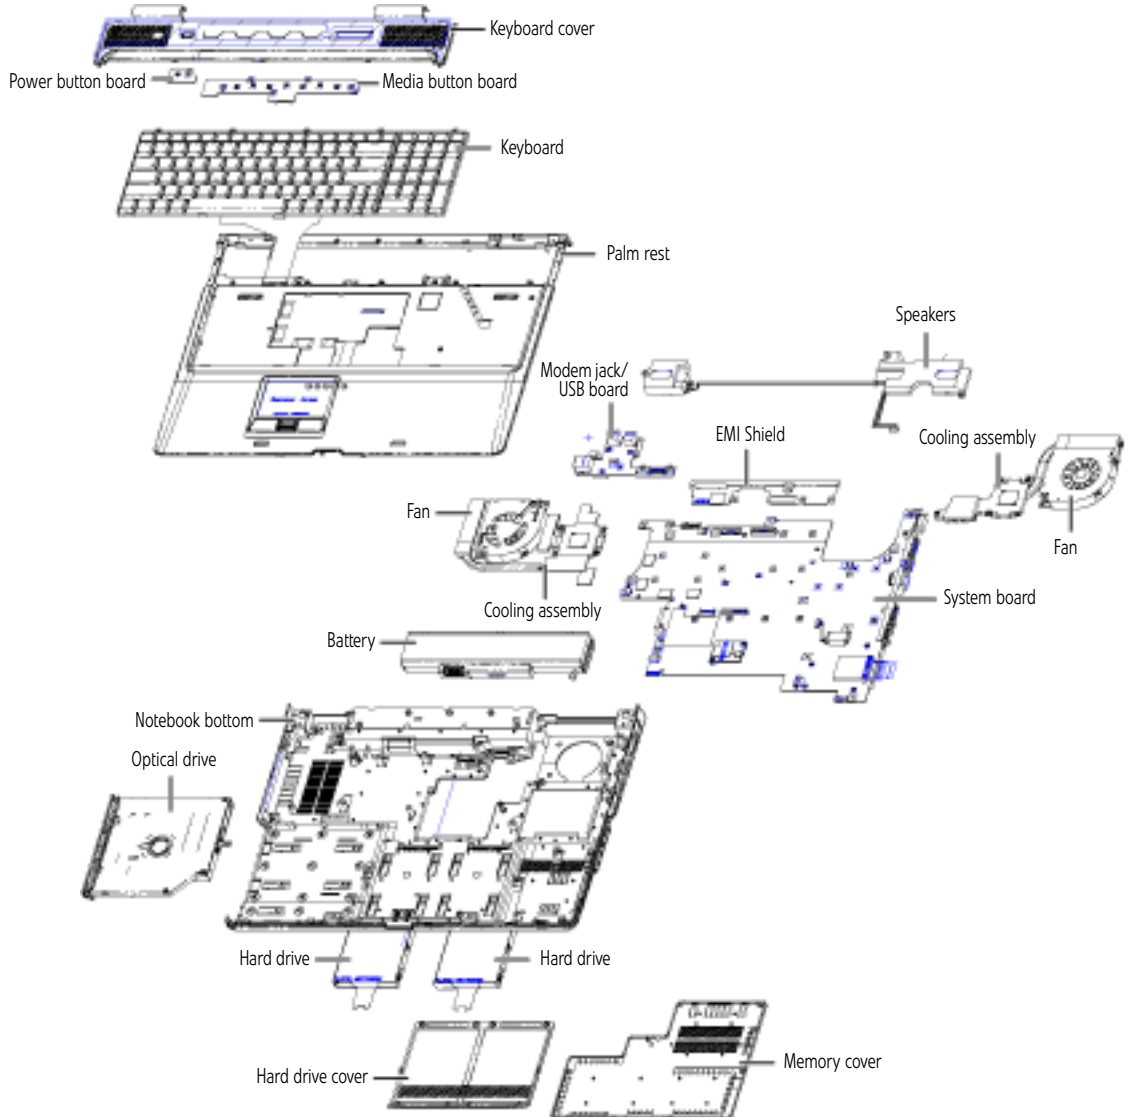 Keyboard cover
Power button board
Media button board
Keyboard
Palm rest
Speakers
Modem jack/
USB board
EMI Shield
Cooling assembly
Fan
Fan
Cooling assembly
System board
Battery
Notebook bottom
Optical drive
Hard drive
Hard drive
Hard drive cover
Memory cover